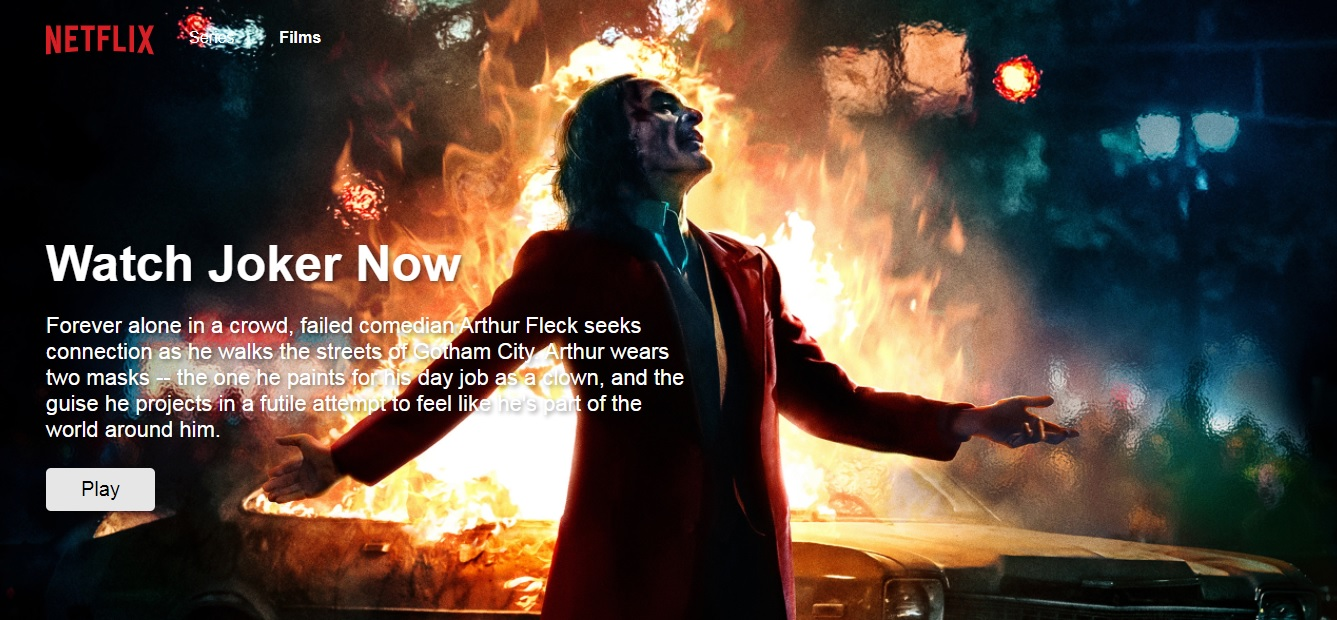 NETFLIX Series Films
Watch Joker Now
Forever alone in a crowd, failed comedian Arthur Fleck seeks
connection as he walks the streets of Gotham City. Arthur wears
two masks -- the one he paints for his day job as a clown, and the
guise he projects in a futile attempt to feel like he's part of the
world around him.
Play